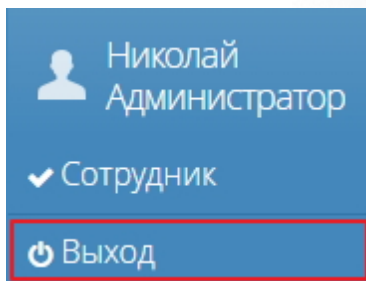 Николай
Администратор
Сотрудник
Выход